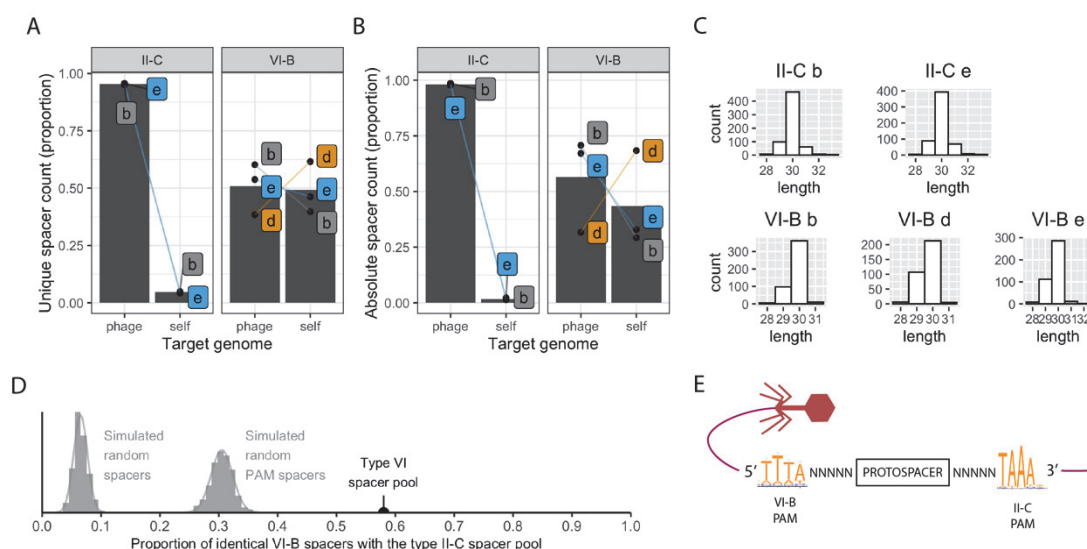 A
II-C
VI-B
Unique spacer count (proportion)
1.00
0.75
0.50
0.25
0.00
e
b
b
e
b
e
d
d
e
b
phage
self
phage
self
Target genome
B
II-C
VI-B
Absolute spacer count (proportion)
1.00
0.75
0.50
0.25
0.00
b
e
e
b
b
e
d
d
e
b
phage
self
phage
self
Target genome
C
II-C b
count
400
300
200
100
0
28
30
32
length
II-C e
400
300
200
100
0
28
30
32
length
VI-B b
count
300
200
100
0
28 29 30 31
length
VI-B d
200
150
100
50
0
28 29 30 31
length
VI-B e
300
200
100
0
28 29 30 31 32
length
D
Simulated
random
spacers
Simulated
random
PAM spacers
Type VI
spacer pool
0.0 0.1 0.2 0.3 0.4 0.5 0.6 0.7 0.8 0.9 1.0
Proportion of identical VI-B spacers with the type II-C spacer pool
E
5′ TTTA NNNNN PROTOSPACER NNNNN TAAA 3′
VI-B
PAM
II-C
PAM